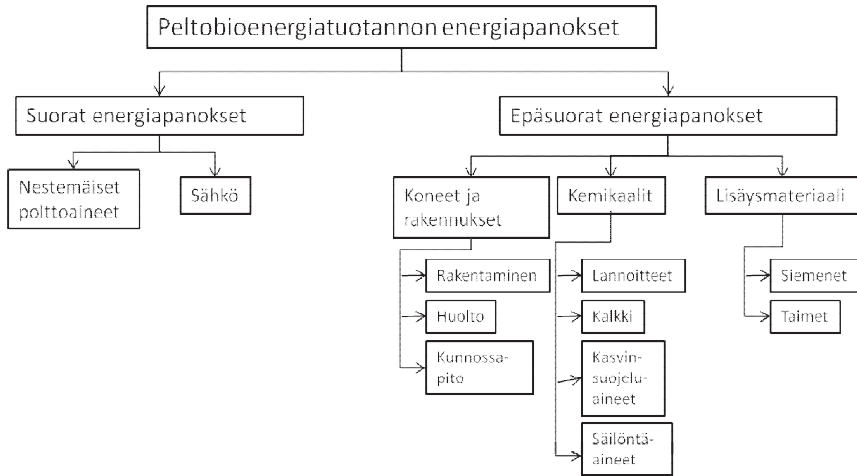 Peltobioenergiatuotannon energiapanokset
Suorat energiapanokset
Epäsuorat energiapanokset
Nestemäiset
polttoaineet
Sähkö
Koneet ja
rakennukset
Kemikaalit
Lisäysmateriaali
Rakentaminen
Huolto
Kunnossa-
pito
Lannoitteet
Kalkki
Kasvin-
suojelu-
aineet
Säilöntä-
aineet
Siemenet
Taimet